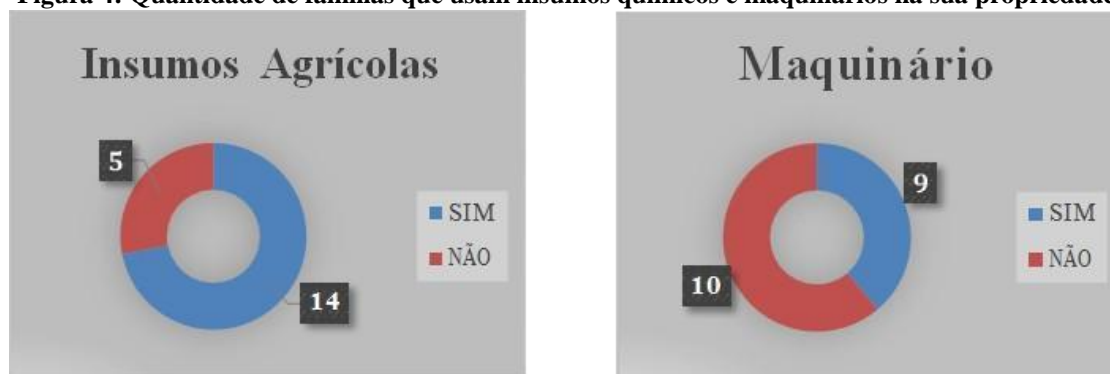 Figura 4: Quantidade de famílias que usam insumos químicos e maquinários na sua propriedade
Insumos Agrícolas
5
14
SIM
NÃO
Maquinário
9
10
SIM
NÃO